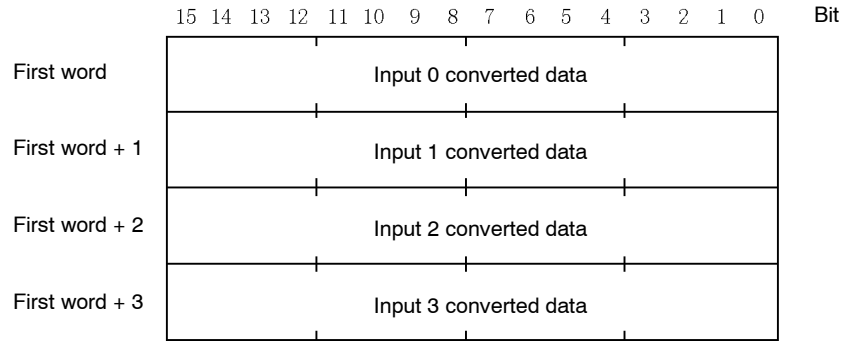 15 14 13 12 11 10 9 8 7 6 5 4 3 2 1 0 Bit
First word Input 0 converted data
First word + 1 Input 1 converted data
First word + 2 Input 2 converted data
First word + 3 Input 3 converted data